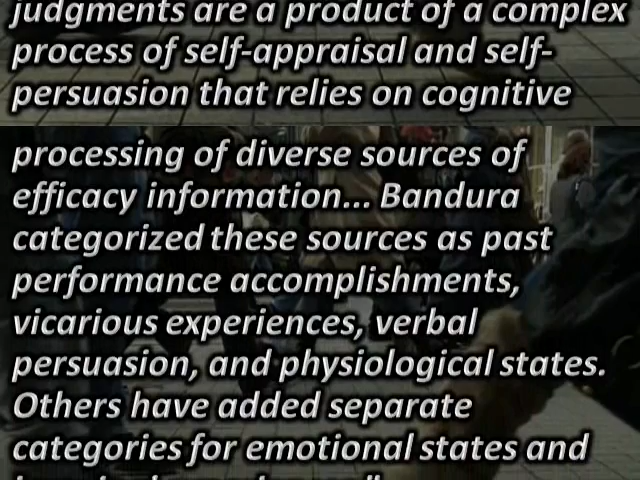 judgments are a product of a complex
process of self-appraisal and self-
persuasion that relies on cognitive
processing of diverse sources of
efficacy information... Bandura
categorized these sources as past
performance accomplishments,
vicarious experiences, verbal
persuasion, and physiological states.
Others have added separate
categories for emotional states and